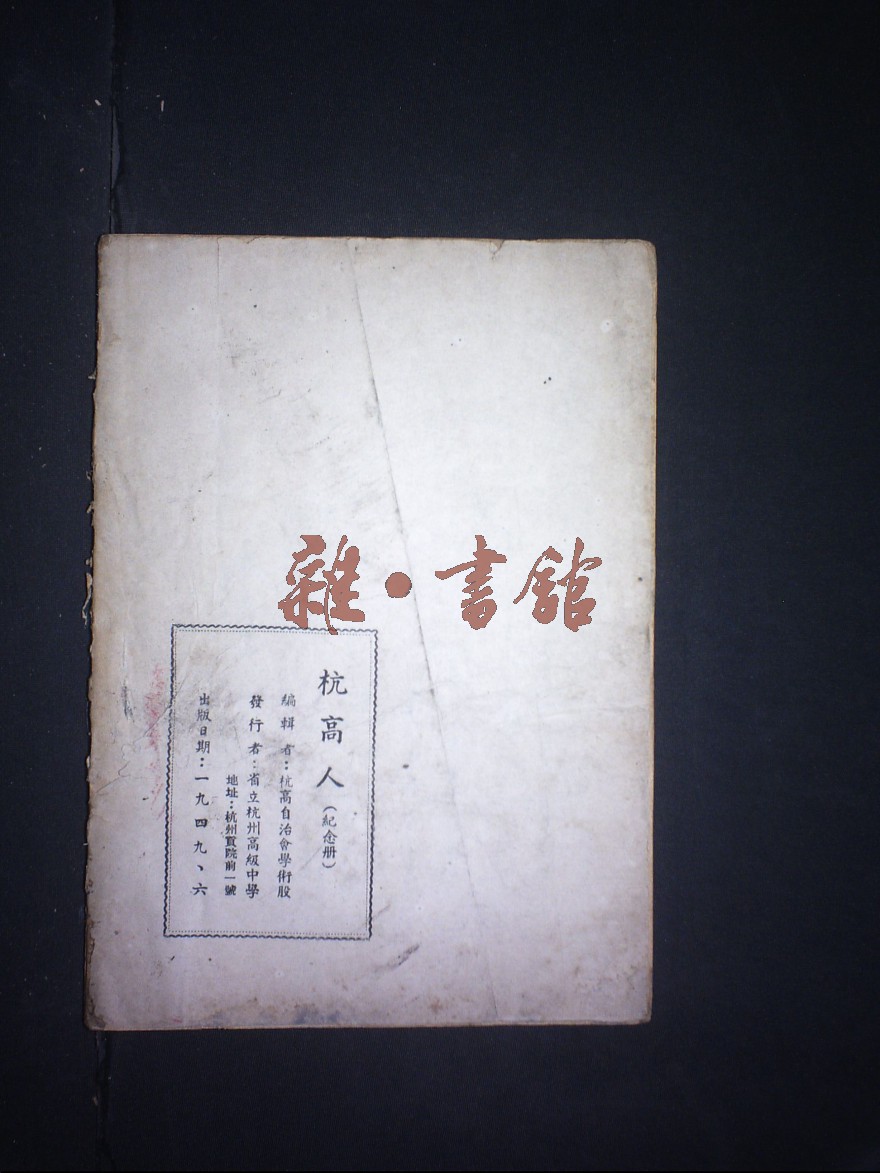 雜·書館
杭高人（紀念册）
編輯者：杭高自治會學術股
發行者：省立杭州高級中學
地址：杭州貢院前一號
出版日期：一九四九、六